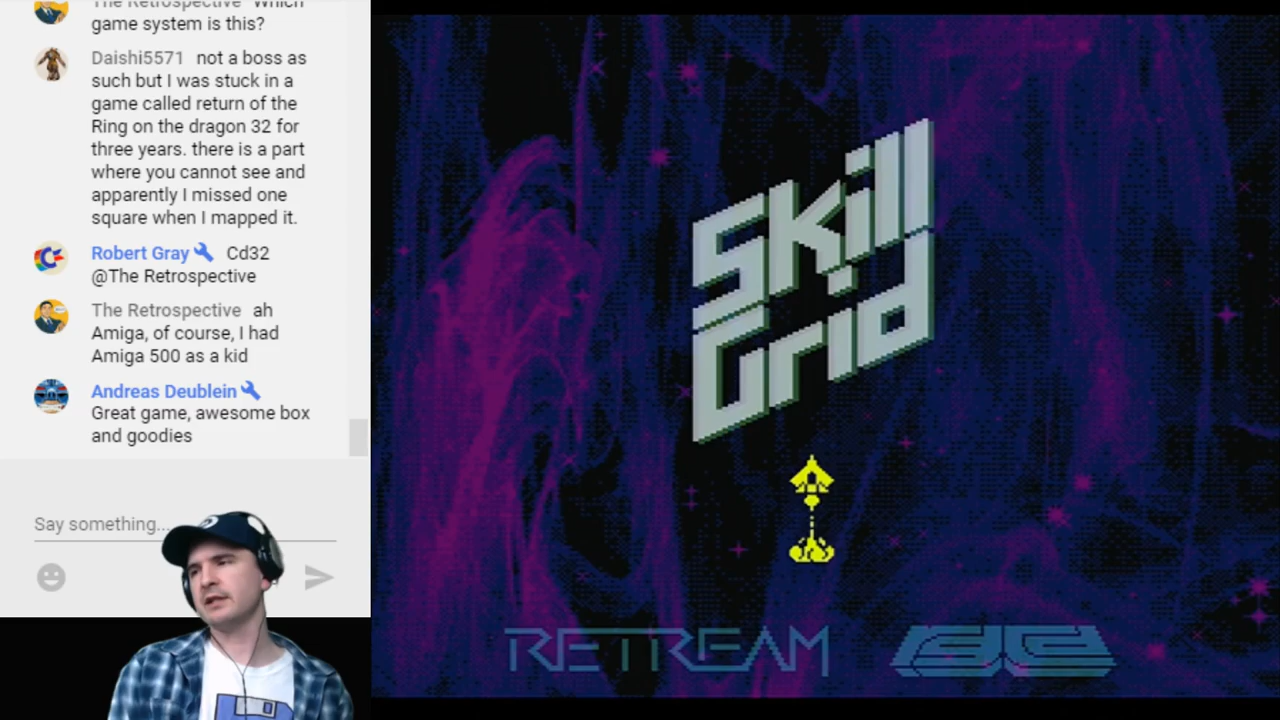 The Retrospective Which
game system is this?
Daishi5571 not a boss as
such but I was stuck in a
game called return of the
Ring on the dragon 32 for
three years. there is a part
where you cannot see and
apparently I missed one
square when I mapped it.
Robert Gray Cd32
@The Retrospective
The Retrospective ah
Amiga, of course, I had
Amiga 500 as a kid
Andreas Deublein
Great game, awesome box
and goodies
Say something...
Skill
Grid
RETREAM